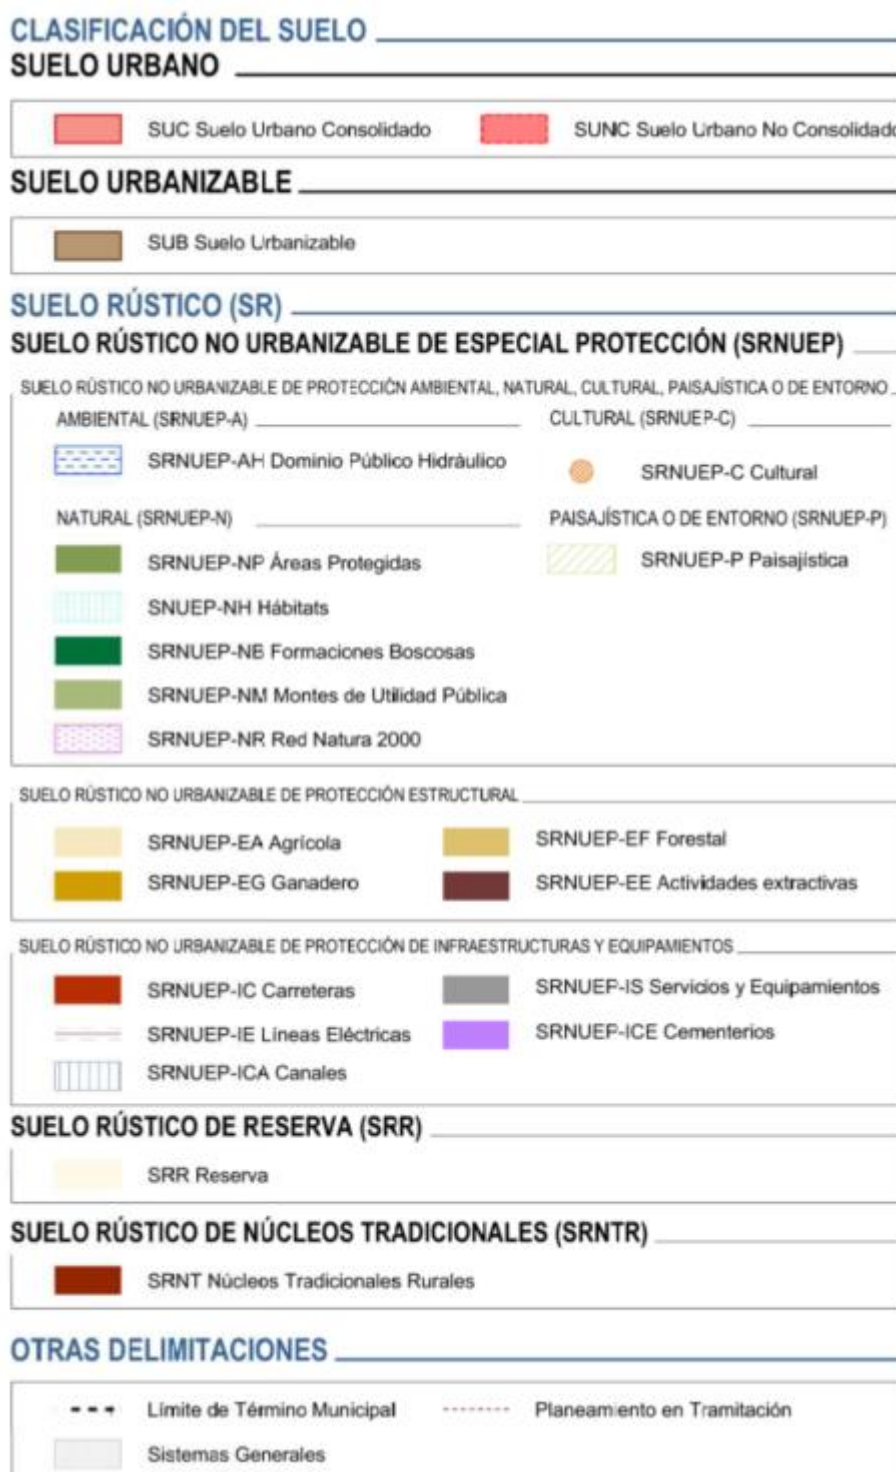 CLASIFICACIÓN DEL SUELO
SUELO URBANO
SUC Suelo Urbano Consolidado SUNC Suelo Urbano No Consolidado
SUELO URBANIZABLE
SUB Suelo Urbanizable
SUELO RÚSTICO (SR)
SUELO RÚSTICO NO URBANIZABLE DE ESPECIAL PROTECCIÓN (SRNUEP)
SUELO RÚSTICO NO URBANIZABLE DE PROTECCIÓN AMBIENTAL, NATURAL, CULTURAL, PAISAJÍSTICA O DE ENTORNO
AMBIENTAL (SRNUEP-A) CULTURAL (SRNUEP-C)
SRNUEP-AH Dominio Público Hidráulico SRNUEP-C Cultural
NATURAL (SRNUEP-N) PAISAJÍSTICA O DE ENTORNO (SRNUEP-P)
SRNUEP-NP Áreas Protegidas SRNUEP-P Paisajística
SNUEP-NH Hábitats
SRNUEP-NB Formaciones Boscosas
SRNUEP-NM Montes de Utilidad Pública
SRNUEP-NR Red Natura 2000
SUELO RÚSTICO NO URBANIZABLE DE PROTECCIÓN ESTRUCTURAL
SRNUEP-EA Agrícola SRNUEP-EF Forestal
SRNUEP-EG Ganadero SRNUEP-EE Actividades extractivas
SUELO RÚSTICO NO URBANIZABLE DE PROTECCIÓN DE INFRAESTRUCTURAS Y EQUIPAMIENTOS
SRNUEP-IC Carreteras SRNUEP-IS Servicios y Equipamientos
SRNUEP-IE Líneas Eléctricas SRNUEP-ICE Cementerios
SRNUEP-ICA Canales
SUELO RÚSTICO DE RESERVA (SRR)
SRR Reserva
SUELO RÚSTICO DE NÚCLEOS TRADICIONALES (SRNTR)
SRNT Núcleos Tradicionales Rurales
OTRAS DELIMITACIONES
Límite de Término Municipal Planeamiento en Tramitación
Sistemas Generales